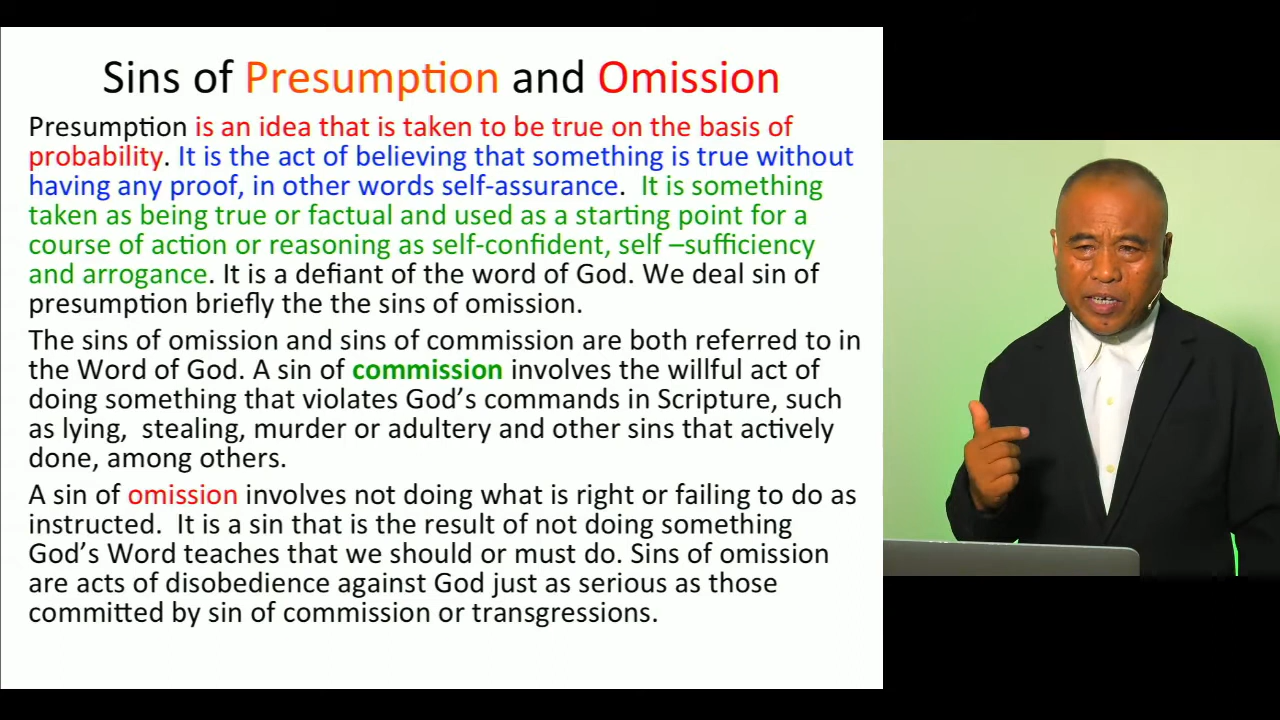 Sins of Presumption and Omission
Presumption is an idea that is taken to be true on the basis of
probability. It is the act of believing that something is true without
having any proof, in other words self-assurance.  It is something
taken as being true or factual and used as a starting point for a
course of action or reasoning as self-confident, self –sufficiency
and arrogance. It is a defiant of the word of God. We deal sin of
presumption briefly the the sins of omission.
The sins of omission and sins of commission are both referred to in
the Word of God. A sin of commission involves the willful act of
doing something that violates God’s commands in Scripture, such
as lying,  stealing, murder or adultery and other sins that actively
done, among others.
A sin of omission involves not doing what is right or failing to do as
instructed.  It is a sin that is the result of not doing something
God’s Word teaches that we should or must do. Sins of omission
are acts of disobedience against God just as serious as those
committed by sin of commission or transgressions.